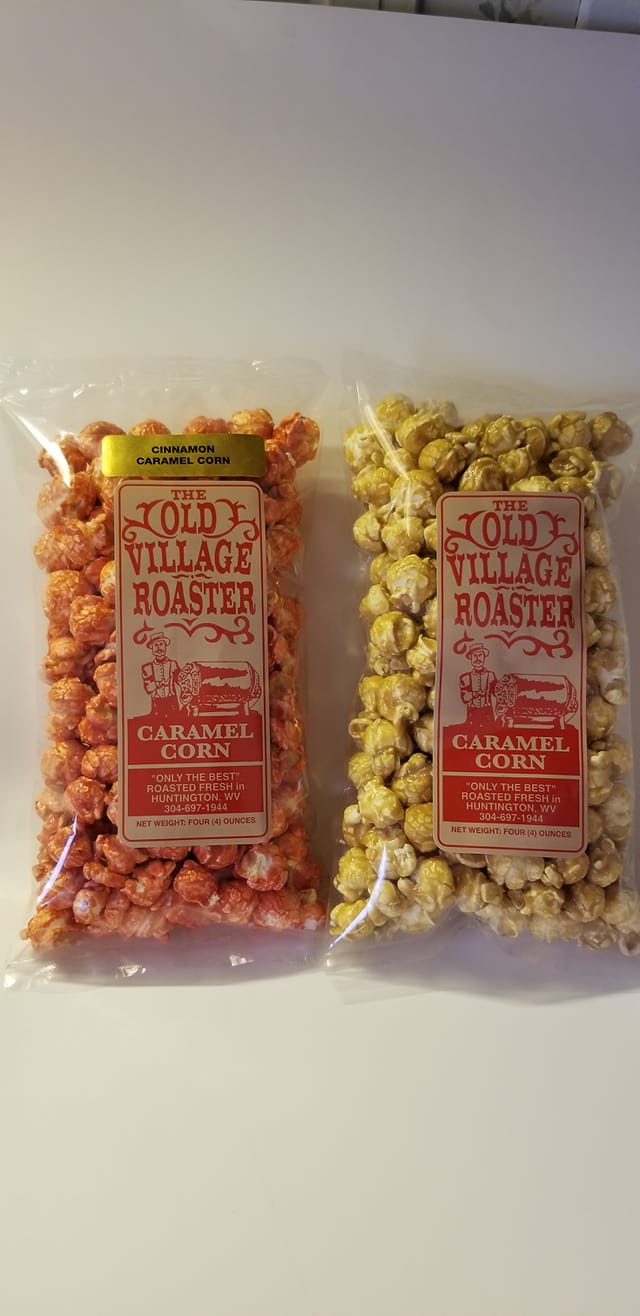 CINNAMON
CARAMEL CORN
THE
OLD
VILLAGE
ROASTER
CARAMEL
CORN
"ONLY THE BEST"
ROASTED FRESH in
HUNTINGTON, WV
304-697-1944
NET WEIGHT: FOUR (4) OUNCES
THE
OLD
VILLAGE
ROASTER
CARAMEL
CORN
"ONLY THE BEST"
ROASTED FRESH in
HUNTINGTON, WV
304-697-1944
NET WEIGHT: FOUR (4) OUNCES